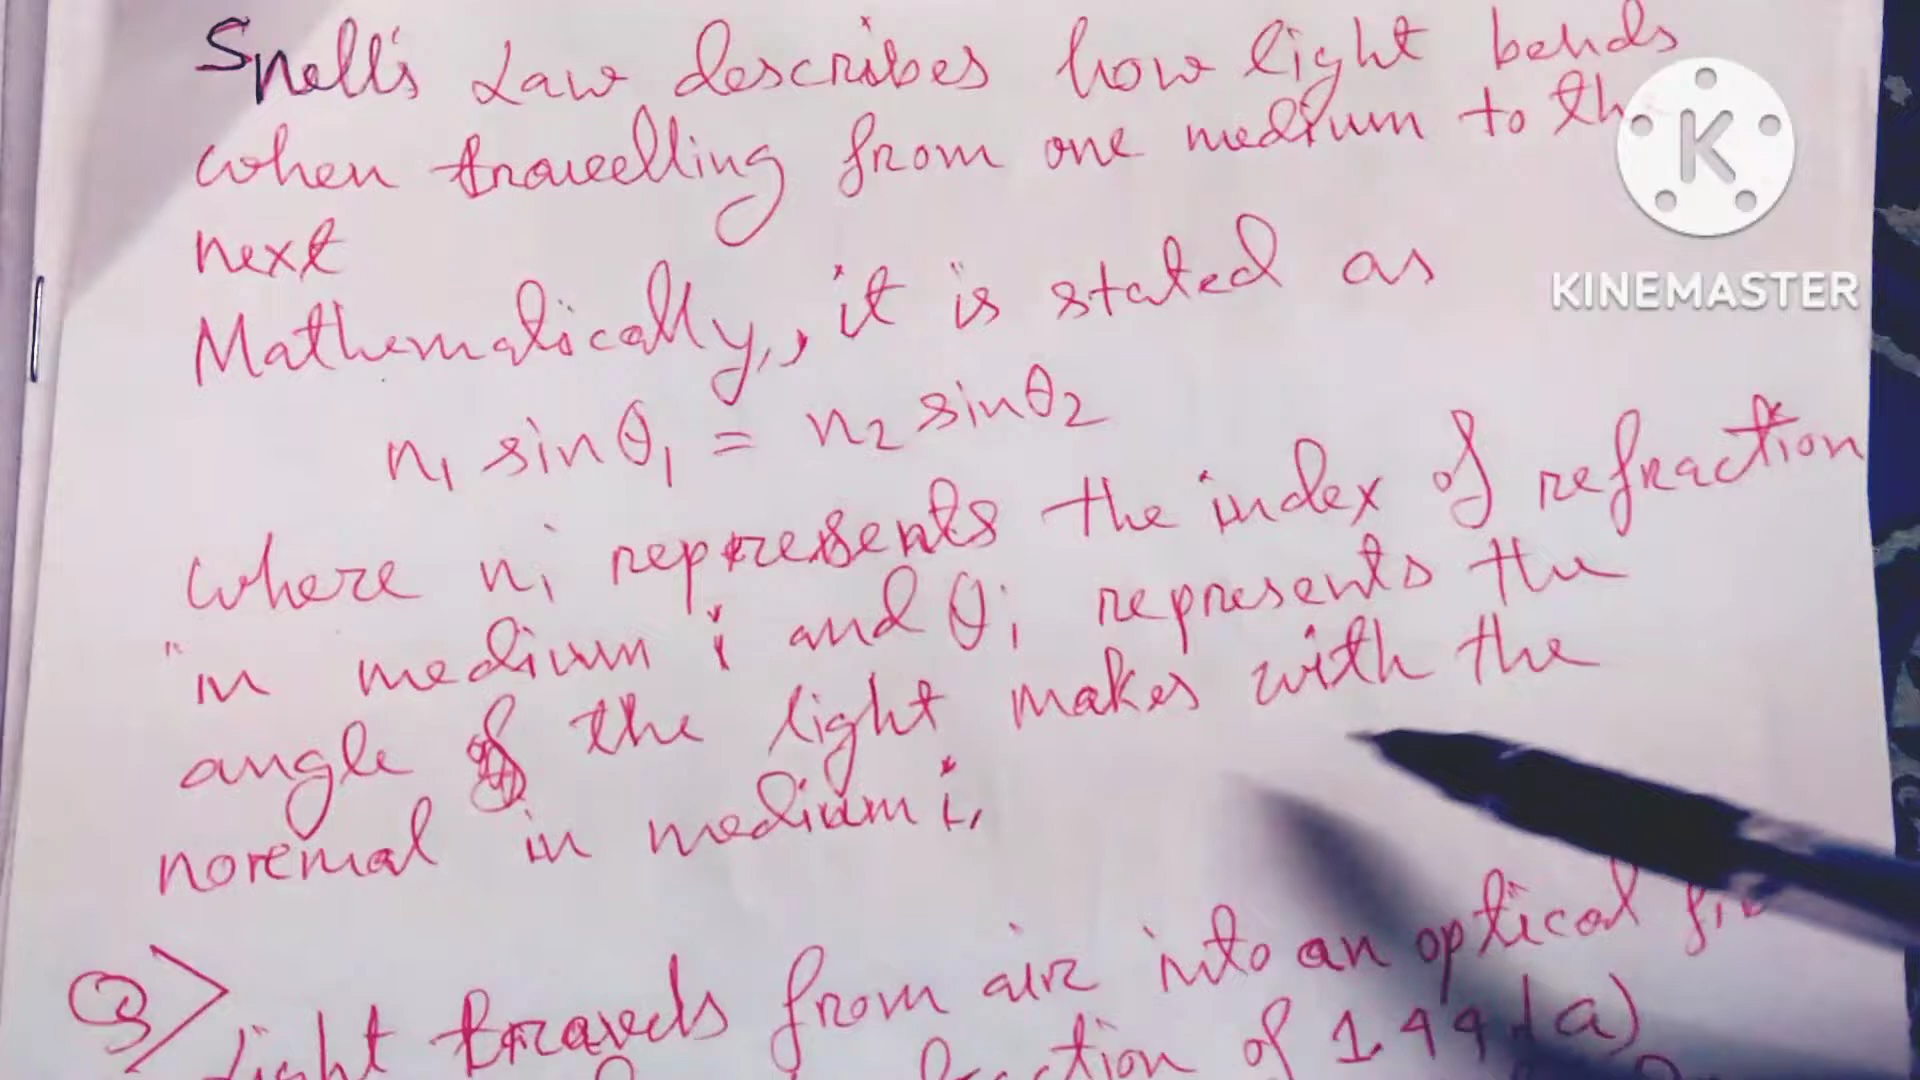 Snell's Law describes how light bends
when travelling from one medium to
next
Mathematically, it is stated as
n₁ sinθ₁ = n₂ sinθ₂
where nᵢ represents the index of refraction
in medium i and θᵢ represents the
angle the light makes with the
normal in medium i.
Q> Light travels from air into an optical
of 1.44 (a)
K
KINEMASTER